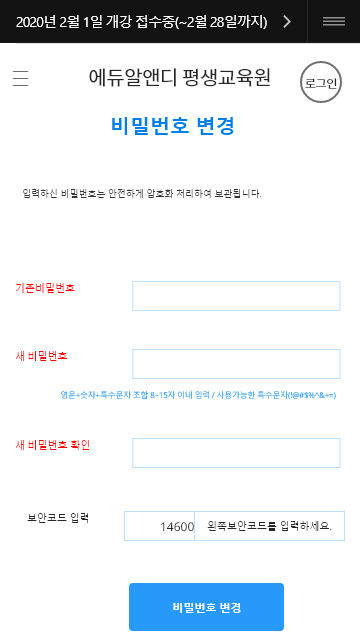 2020년 2월 1일 개강 접수중(~2월 28일까지)
에듀알앤디 평생교육원
로그인
비밀번호 변경
입력하신 비밀번호는 안전하게 암호화 처리하여 보관됩니다.
기존비밀번호
새 비밀번호
영문+숫자+특수문자 조합 8~15자 이내 입력 / 사용가능한 특수문자(!@#$%^&+=)
새 비밀번호 확인
보안코드 입력
14600
왼쪽보안코드를 입력하세요.
비밀번호 변경